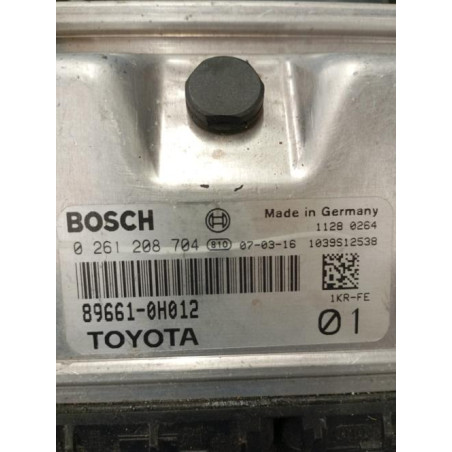 BOSCH Made in Germany
1128 0264
0 261 208 704 810 07-03-16 1039S12538
1KR-FE
89661-0H012
TOYOTA 01